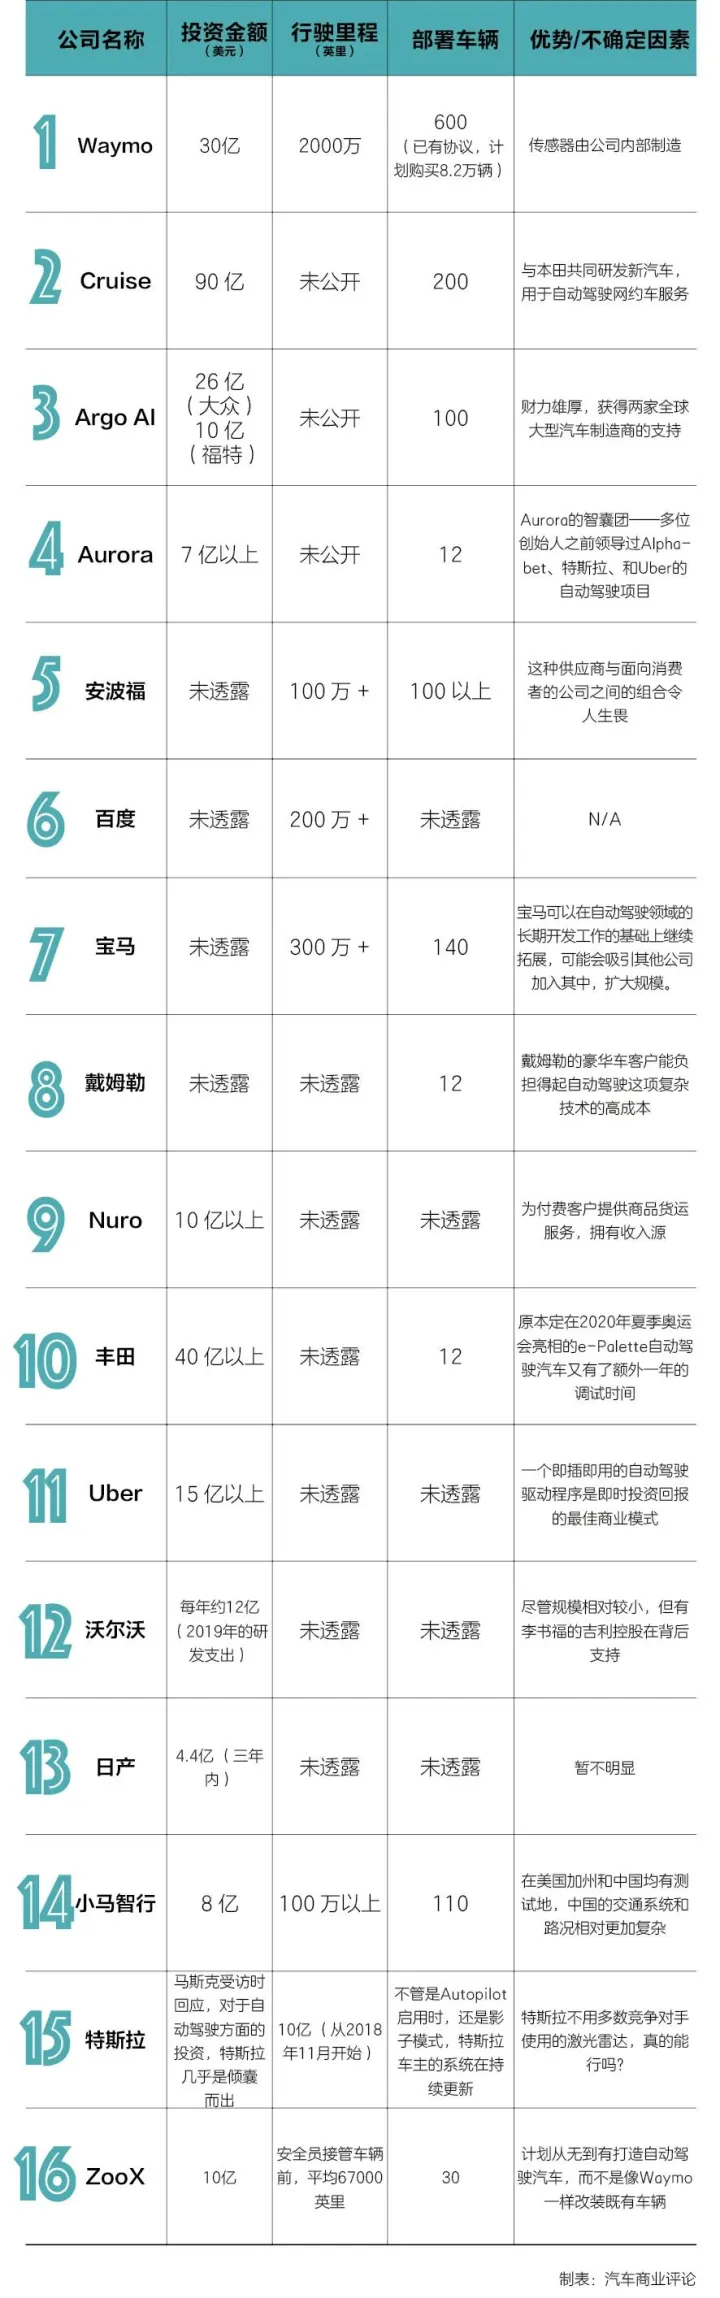 公司名称 投资金额 行驶里程 部署车辆 优势/不确定因素
（美元） （英里）
1 Waymo 30亿 2000万 600
（已有协议，计
划购买8.2万辆）
传感器由公司内部制造
2 Cruise 90 亿 未公开 200
与本田共同研发新汽车，
用于自动驾驶网约车服务
3 Argo AI
26 亿
（大众）
10 亿
（福特）
未公开 100
财力雄厚，获得两家全球
大型汽车制造商的支持
4 Aurora 7 亿以上 未公开 12
Aurora的智囊团——多位
创始人之前领导过Alpha-
bet、特斯拉、和Uber的
自动驾驶项目
5 安波福 未透露 100 万 + 100 以上
这种供应商与面向消费
者的公司之间的组合令
人生畏
6 百度 未透露 200 万 + 未透露 N/A
7 宝马 未透露 300 万 + 140
宝马可以在自动驾驶领域的
长期开发工作的基础上继续
拓展，可能会吸引其他公司
加入其中，扩大规模。
8 戴姆勒 未透露 未透露 12
戴姆勒的豪华车客户能负
担得起自动驾驶这项复杂
技术的高成本
9 Nuro 10 亿以上 未透露 未透露
为付费客户提供商品货运
服务，拥有收入源
10 丰田 40 亿以上 未透露 12
原本定在2020年夏季奥运
会亮相的e-Palette自动驾
驶汽车又有了额外一年的
调试时间
11 Uber 15 亿以上 未透露 未透露
一个即插即用的自动驾驶
驱动程序是即时投资回报
的最佳商业模式
12 沃尔沃
每年约12亿
（2019年的研
发支出）
未透露 未透露
尽管规模相对较小，但有
李书福的吉利控股在背后
支持
13 日产
4.4亿（三年
内）
未透露 未透露 暂不明显
14 小马智行 8 亿 100 万以上 110
在美国加州和中国均有测
试地，中国的交通系统和
路况相对更加复杂
15 特斯拉
马斯克受访时
回应，对于自
动驾驶方面的
投资，特斯拉
几乎是倾囊
而出
10亿（从2018
年11月开始）
不管是Autopilot
启用时，还是影
子模式，特斯拉
车主的系统在持
续更新
特斯拉不用多数竞争对手
使用的激光雷达，真的能
行吗?
16 ZooX 10亿
安全员接管车辆
前，平均67000
英里
30
计划从无到有打造自动驾
驶汽车，而不是像Waymo
一样改装既有车辆
制表：汽车商业评论